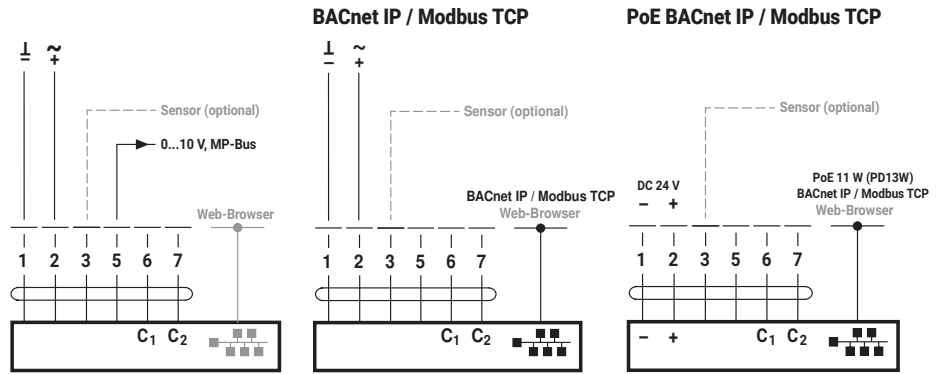 BACnet IP / Modbus TCP
PoE BACnet IP / Modbus TCP
⊥ ~
– +
⊥ ~
– +
Sensor (optional)
Sensor (optional)
Sensor (optional)
0...10 V, MP-Bus
PoE 11 W (PD13W)
DC 24 V
BACnet IP / Modbus TCP
BACnet IP / Modbus TCP
– +
Web-Browser
Web-Browser
Web-Browser
1 2 3 5 6 7
1 2 3 5 6 7
1 2 3 5 6 7
C1 C2
C1 C2
– + C1 C2